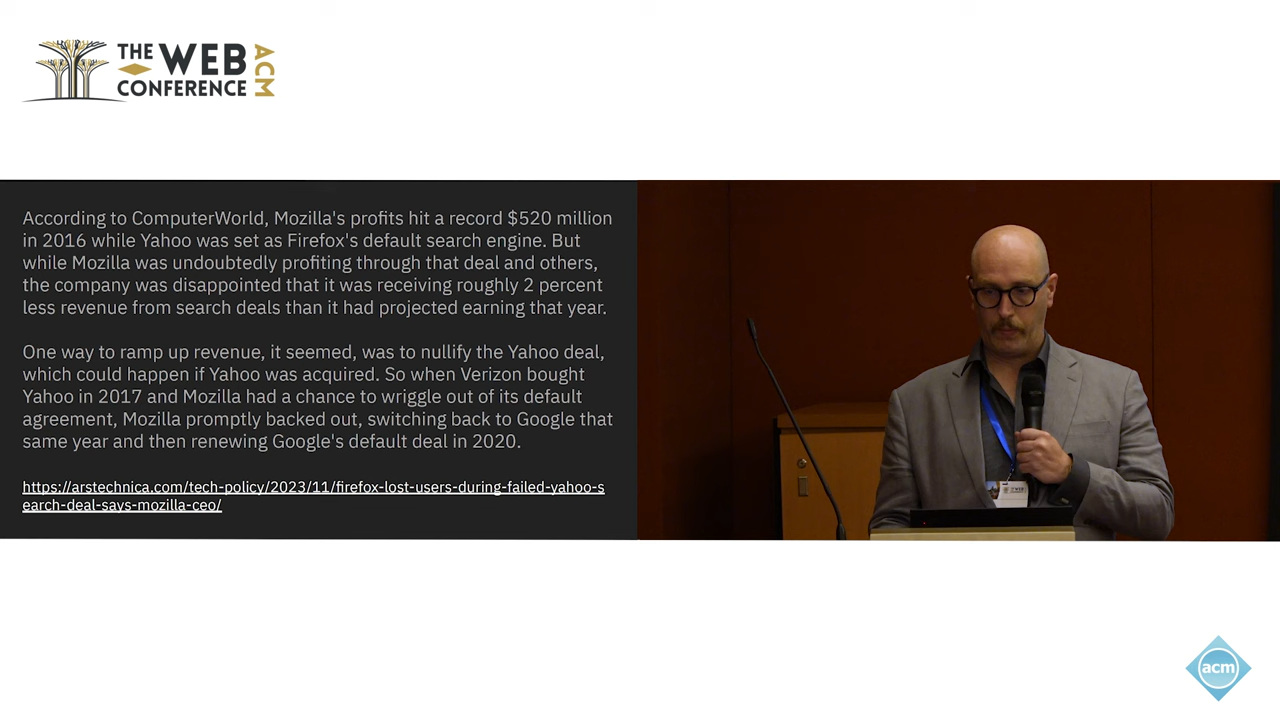 THE WEB
CONFERENCE
ACM
According to ComputerWorld, Mozilla's profits hit a record $520 million
in 2016 while Yahoo was set as Firefox's default search engine. But
while Mozilla was undoubtedly profiting through that deal and others,
the company was disappointed that it was receiving roughly 2 percent
less revenue from search deals than it had projected earning that year.
One way to ramp up revenue, it seemed, was to nullify the Yahoo deal,
which could happen if Yahoo was acquired. So when Verizon bought
Yahoo in 2017 and Mozilla had a chance to wriggle out of its default
agreement, Mozilla promptly backed out, switching back to Google that
same year and then renewing Google's default deal in 2020.
https://arstechnica.com/tech-policy/2023/11/firefox-lost-users-during-failed-yahoo-s
earch-deal-says-mozilla-ceo/
acm